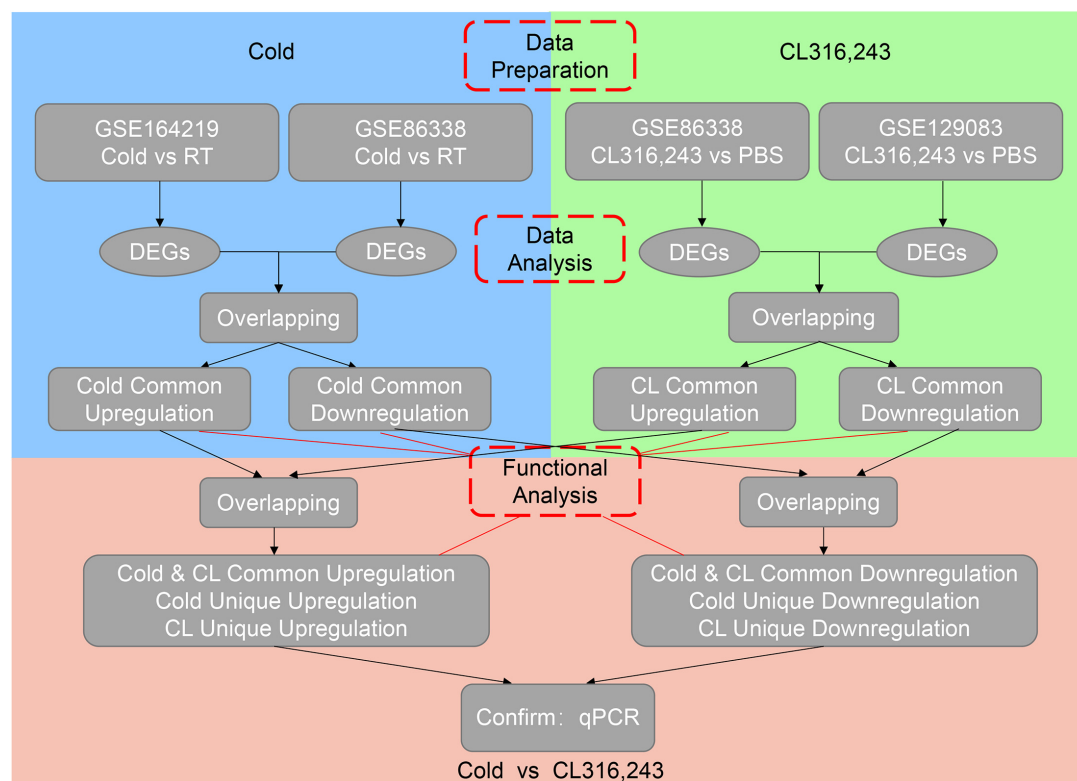 Cold
Data
Preparation
CL316,243
GSE164219
Cold vs RT
GSE86338
Cold vs RT
GSE86338
CL316,243 vs PBS
GSE129083
CL316,243 vs PBS
DEGs
DEGs
Data
Analysis
DEGs
DEGs
Overlapping
Overlapping
Cold Common
Upregulation
Cold Common
Downregulation
CL Common
Upregulation
CL Common
Downregulation
Functional
Analysis
Overlapping
Overlapping
Cold & CL Common Upregulation
Cold Unique Upregulation
CL Unique Upregulation
Cold & CL Common Downregulation
Cold Unique Downregulation
CL Unique Downregulation
Confirm: qPCR
Cold vs CL316,243